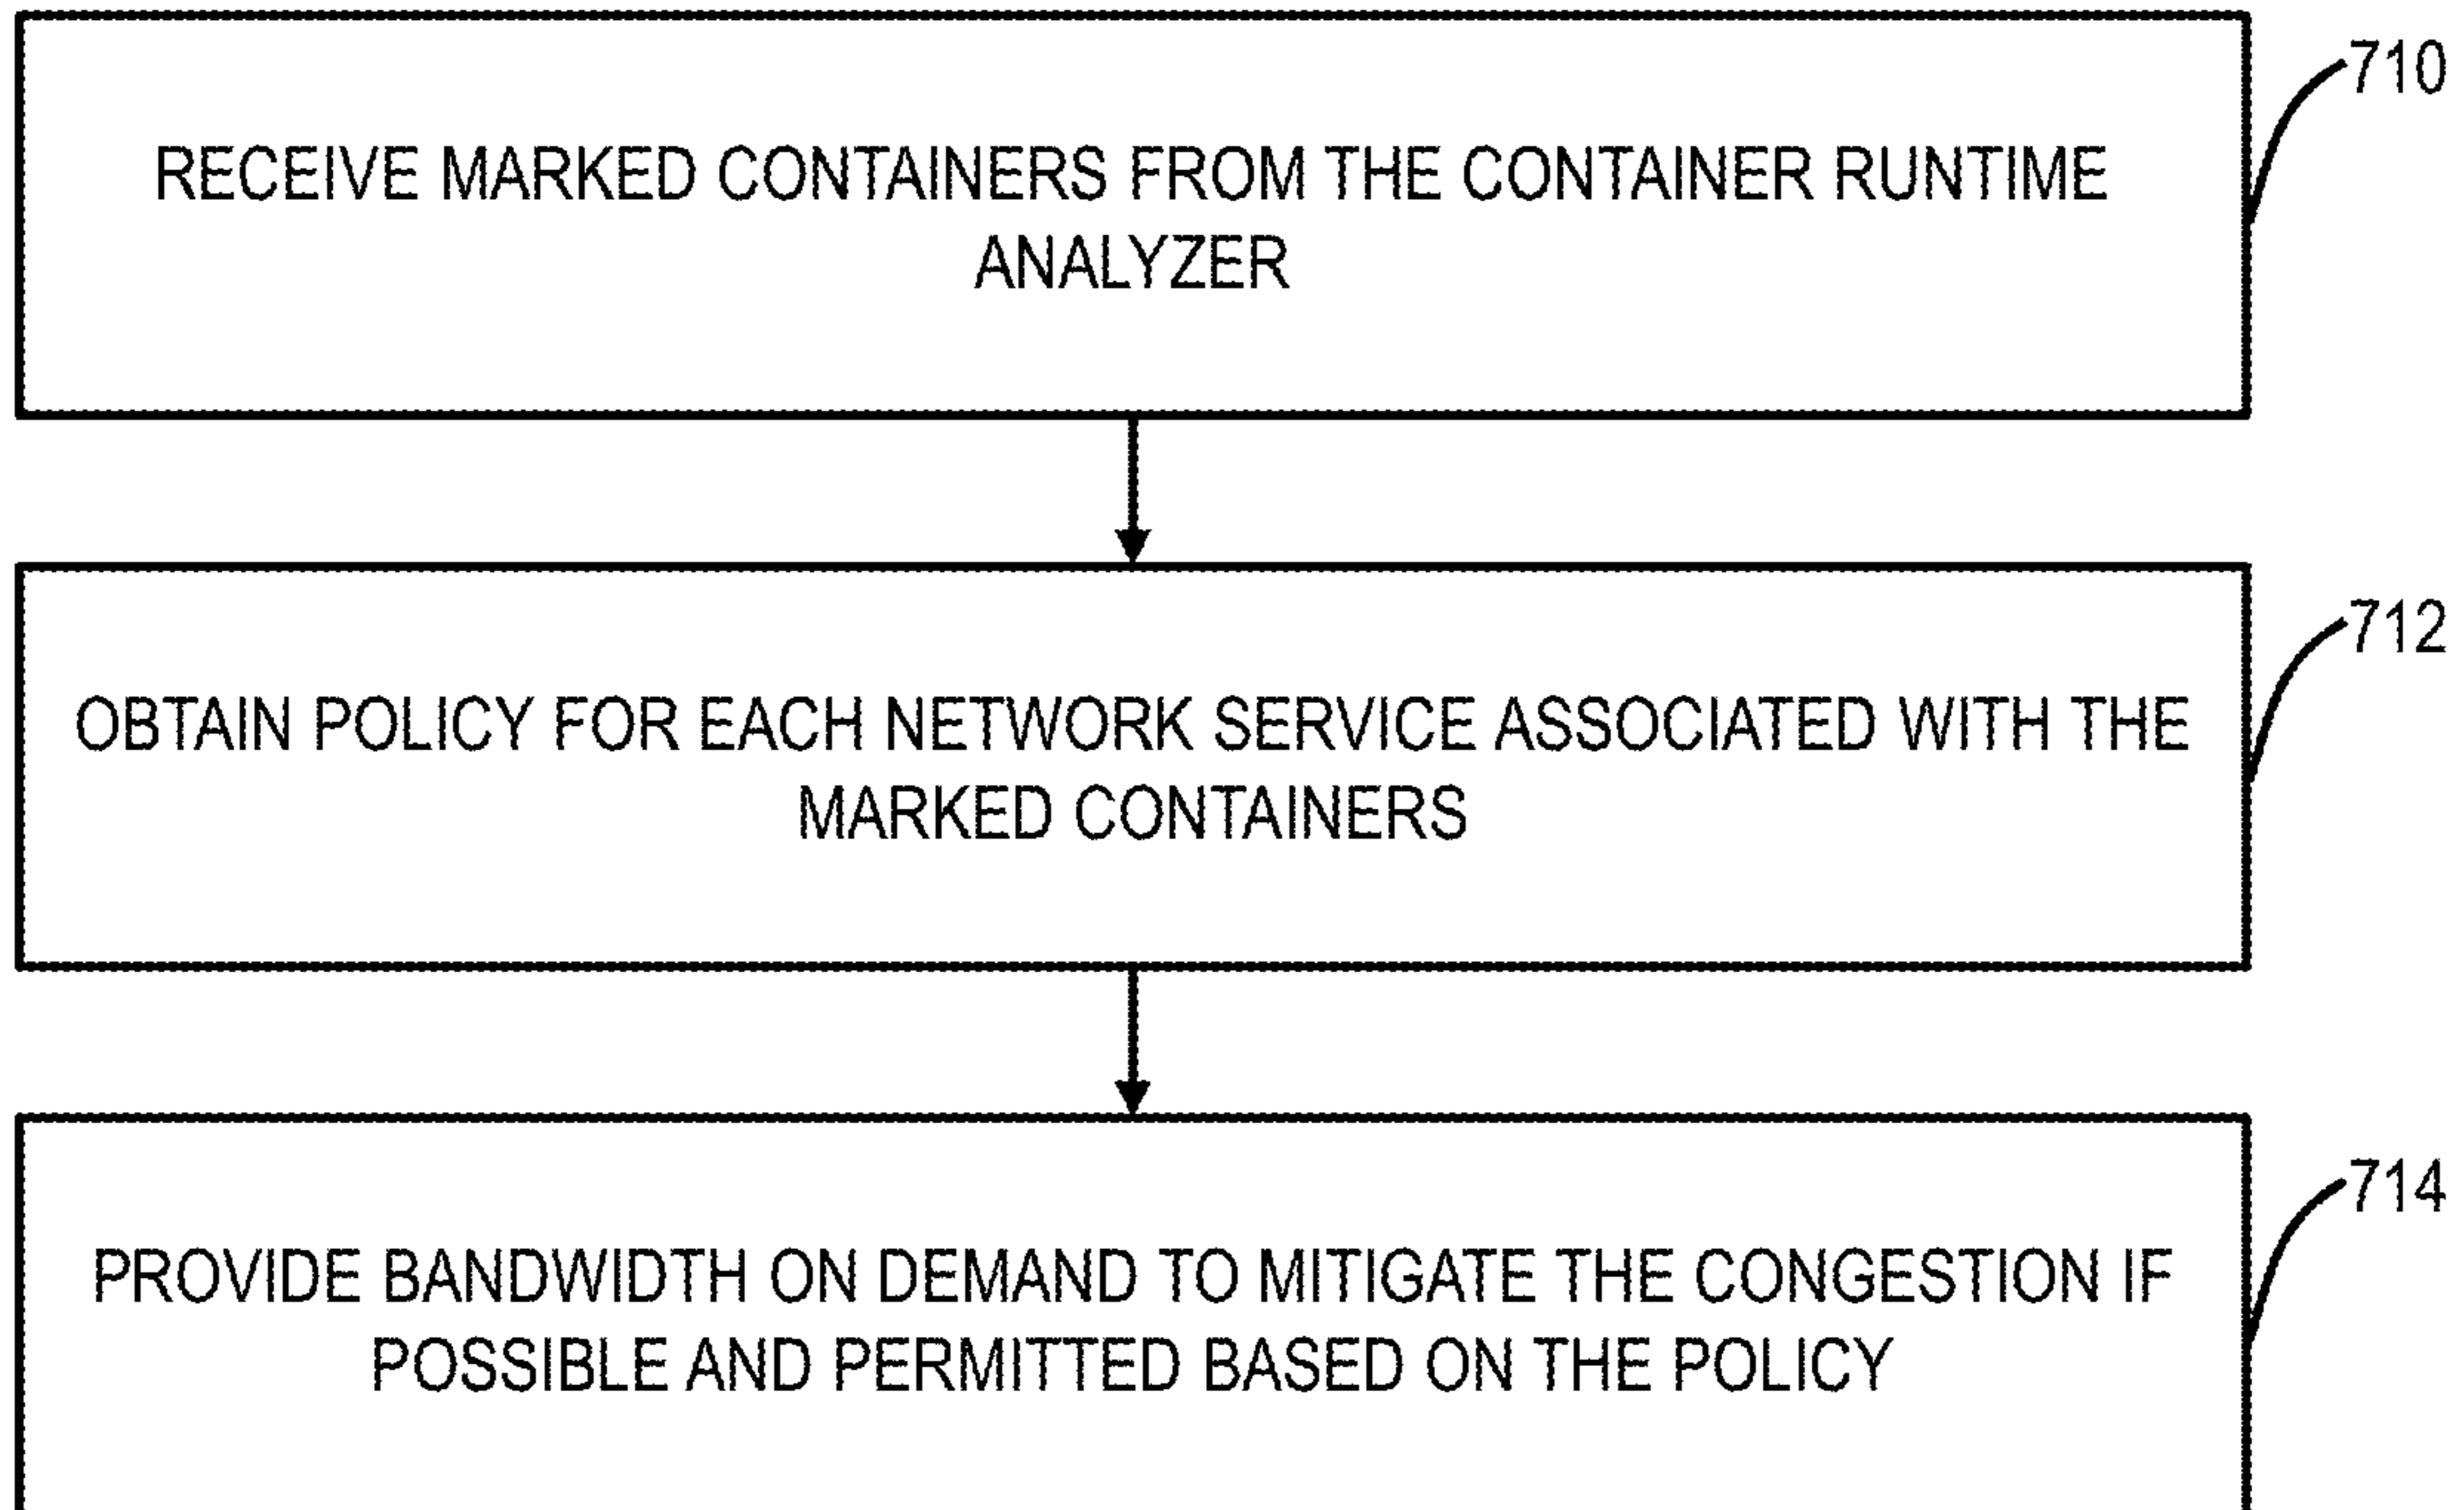 710
RECEIVE MARKED CONTAINERS FROM THE CONTAINER RUNTIME
ANALYZER
712
OBTAIN POLICY FOR EACH NETWORK SERVICE ASSOCIATED WITH THE
MARKED CONTAINERS
714
PROVIDE BANDWIDTH ON DEMAND TO MITIGATE THE CONGESTION IF
POSSIBLE AND PERMITTED BASED ON THE POLICY